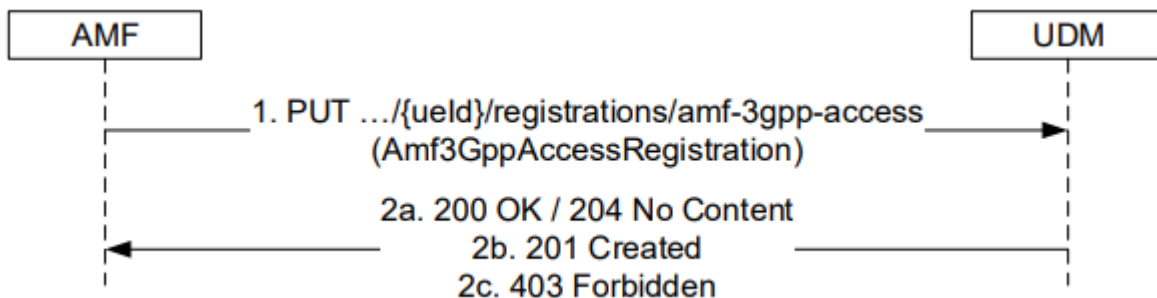 AMF
UDM
1. PUT …/{ueId}/registrations/amf-3gpp-access
(Amf3GppAccessRegistration)
2a. 200 OK / 204 No Content
2b. 201 Created
2c. 403 Forbidden